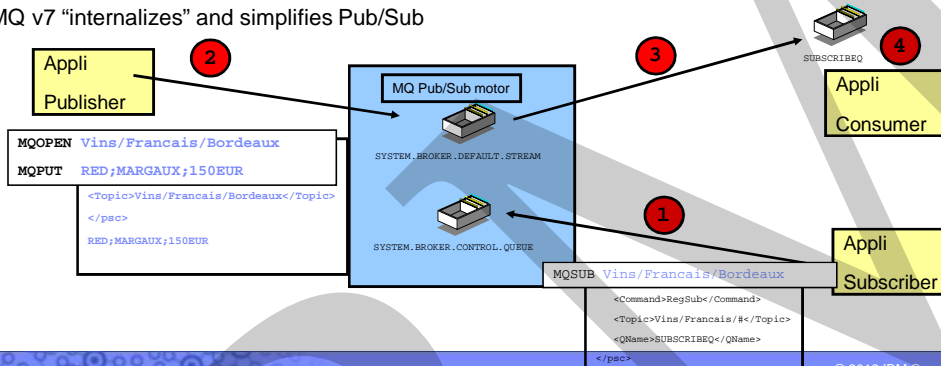 MQ v7 “internalizes” and simplifies Pub/Sub
2
3
4
SUBSCRIBEQ
Appli
Publisher
MQ Pub/Sub motor
Appli
Consumer
MQOPEN Vins/Francais/Bordeaux
MQPUT RED;MARGAUX;150EUR
<Topic>Vins/Francais/Bordeaux</Topic>
</psc>
RED;MARGAUX;150EUR
SYSTEM.BROKER.DEFAULT.STREAM
SYSTEM.BROKER.CONTROL.QUEUE
1
Appli
Subscriber
MQSUB Vins/Francais/Bordeaux
<Command>RegSub</Command>
<Topic>Vins/Francais/#</Topic>
<QName>SUBSCRIBEQ</QName>
</psc>